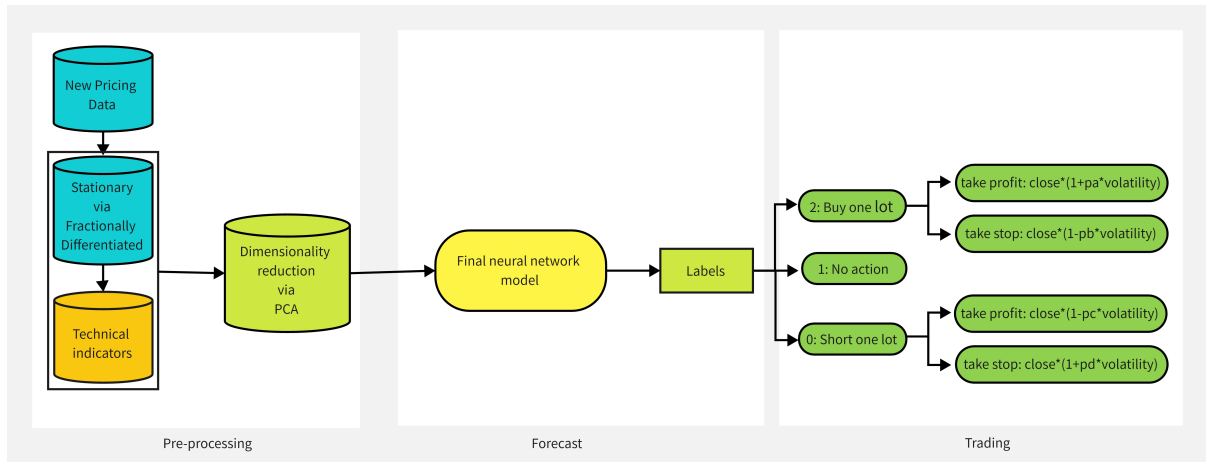 New Pricing
Data
Stationary
via
Fractionally
Differentiated
Technical
indicators
Dimensionality
reduction
via
PCA
Pre-processing
Final neural network
model
Labels
Forecast
2: Buy one lot
take profit: close*(1+pa*volatility)
take stop: close*(1-pb*volatility)
1: No action
0: Short one lot
take profit: close*(1-pc*volatility)
take stop: close*(1+pd*volatility)
Trading